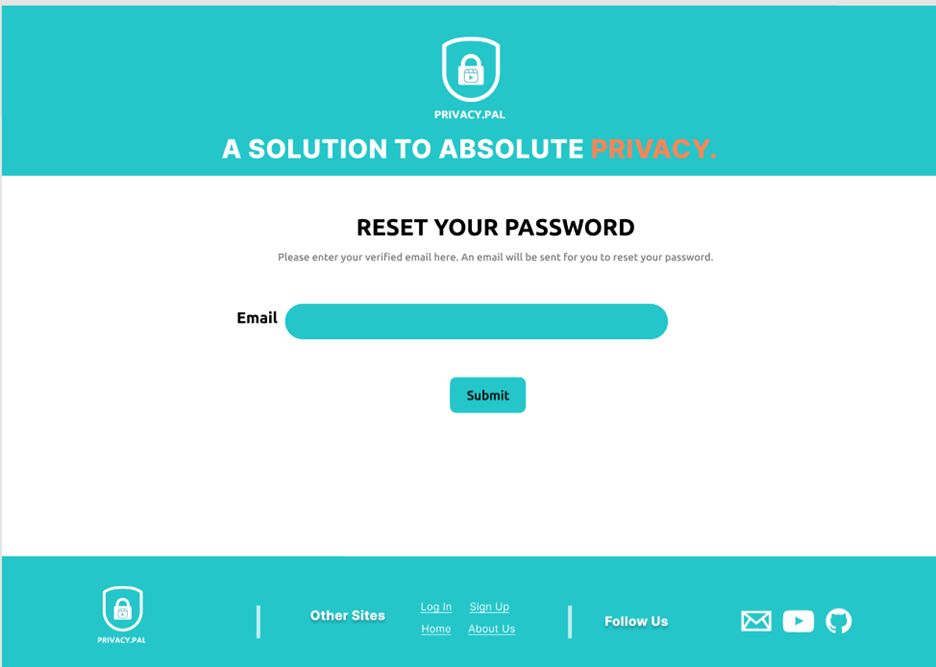 PRIVACY.PAL
A SOLUTION TO ABSOLUTE PRIVACY.
RESET YOUR PASSWORD
Please enter your verified email here. An email will be sent for you to reset your password.
Email
Submit
PRIVACY.PAL
Other Sites
Log In Sign Up
Home About Us
Follow Us